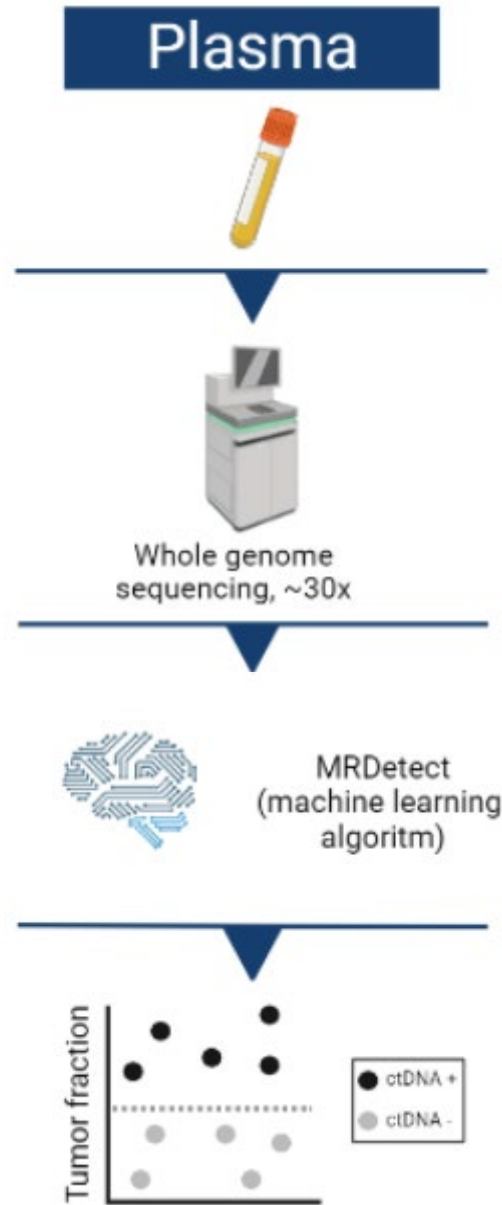 Plasma
Whole genome
sequencing, ~30x
MRDetect
(machine learning
algoritm)
Tumor fraction
ctDNA +
ctDNA -